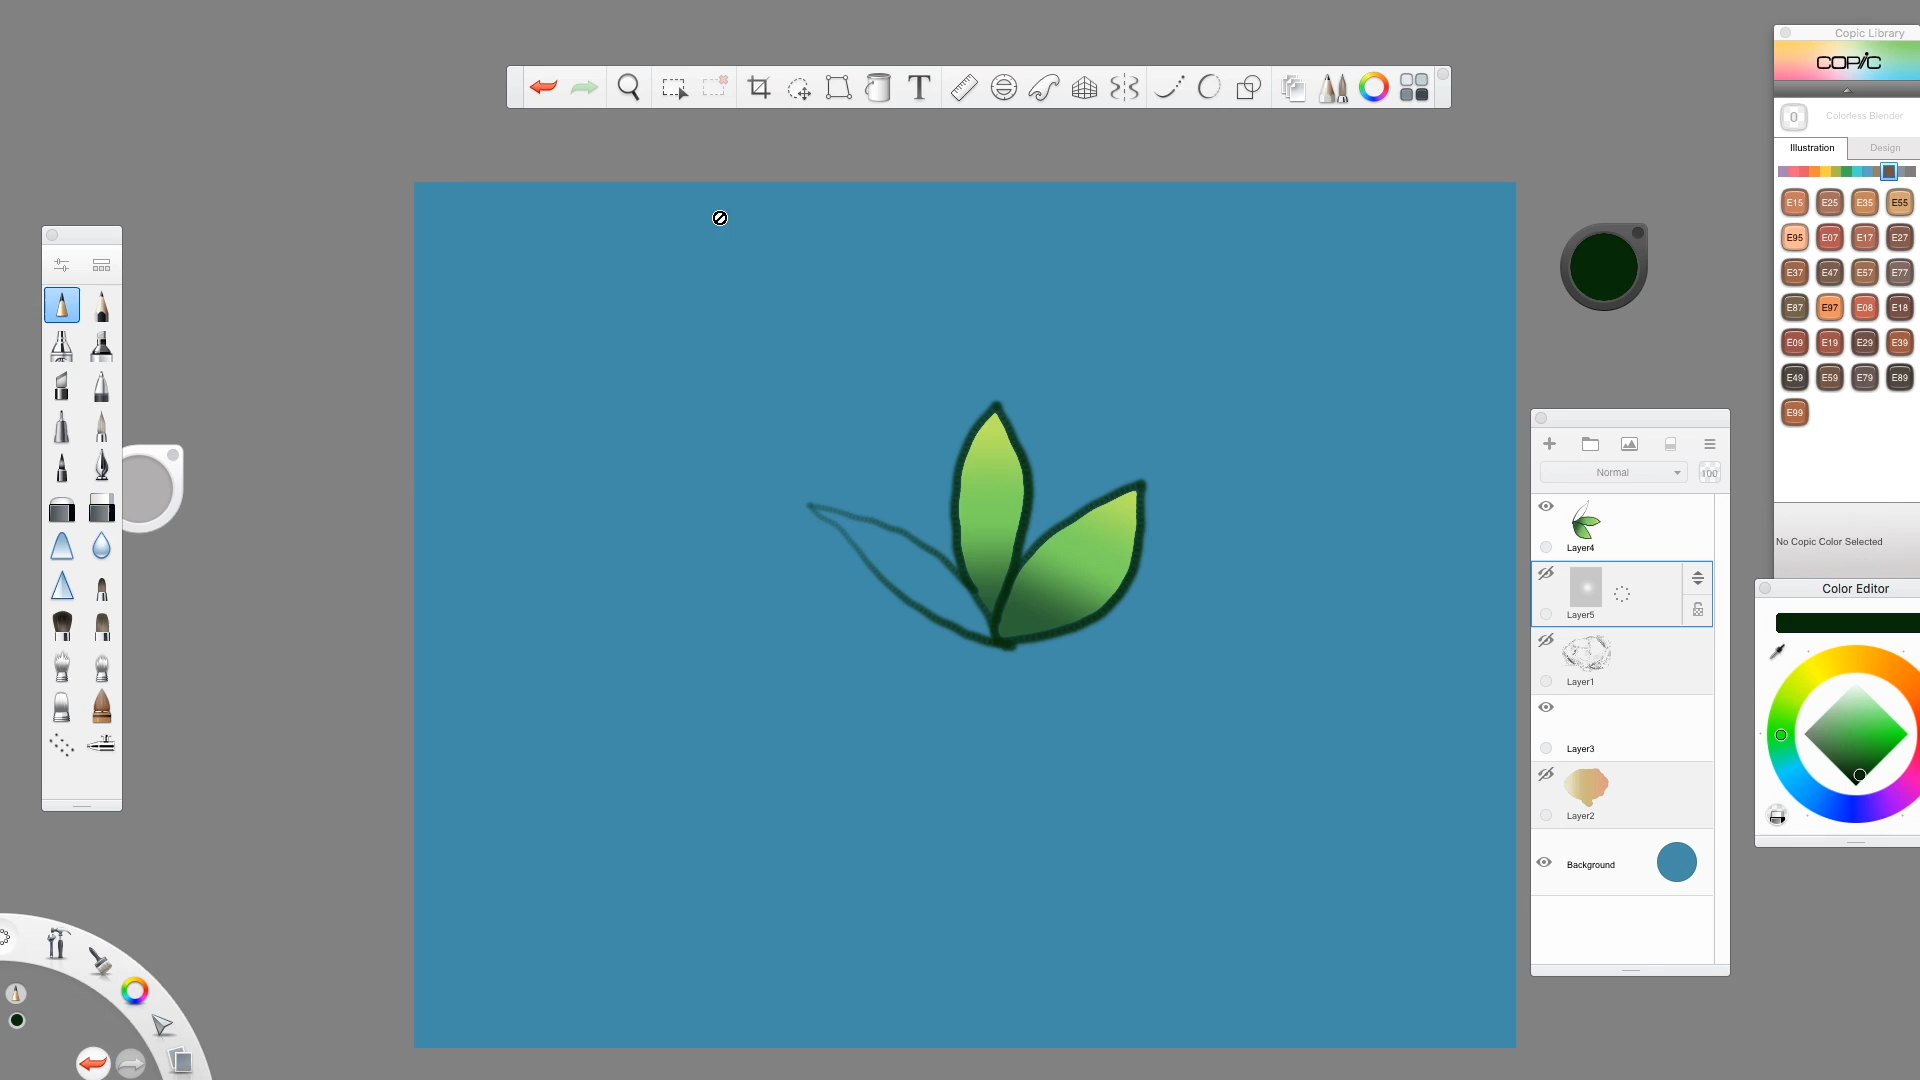 Copic Library
COPIC
0 Colorless Blender
Illustration Design
E15 E25 E35 E55
E95 E07 E17 E27
E37 E47 E57 E77
E87 E97 E08 E18
E09 E19 E29 E39
E49 E59 E79 E89
E99
No Copic Color Selected
Color Editor
T
Normal 100
Layer4
Layer5
Layer1
Layer3
Layer2
Background